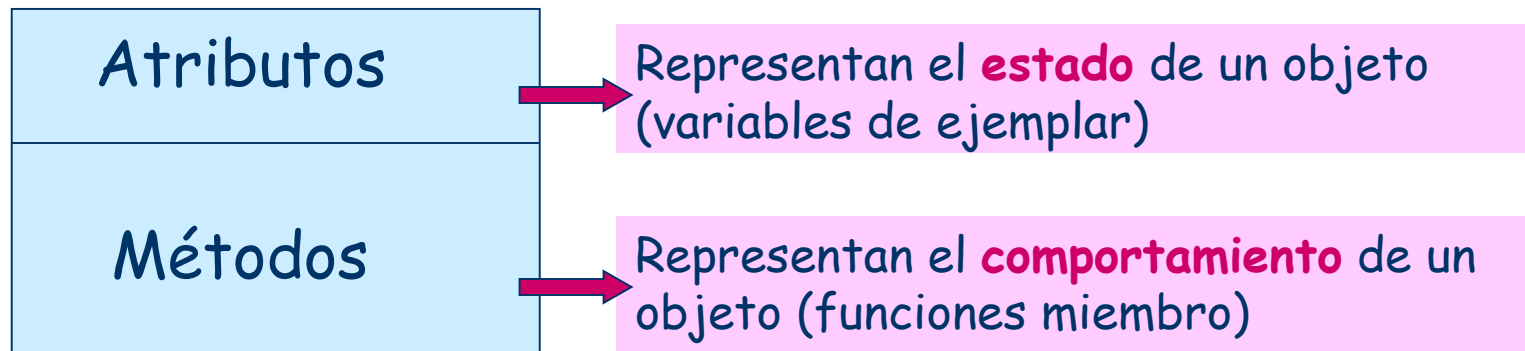 Atributos
Representan el estado de un objeto
(variables de ejemplar)
Métodos
Representan el comportamiento de un
objeto (funciones miembro)